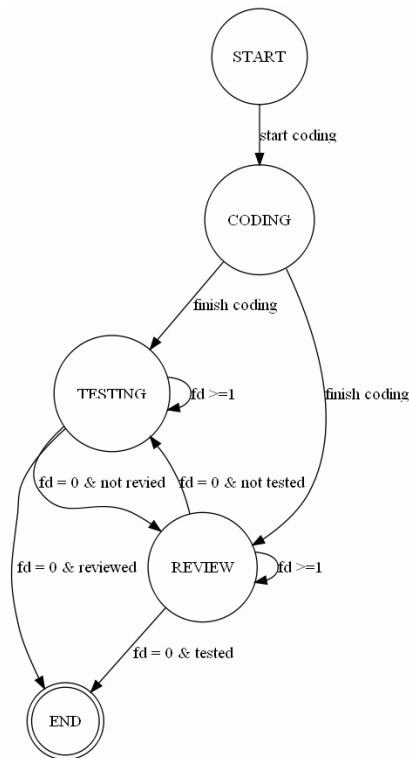 START
start coding
CODING
finish coding
TESTING
fd >=1
finish coding
fd = 0 & not revied
fd = 0 & not tested
fd = 0 & reviewed
REVIEW
fd >=1
fd = 0 & tested
END